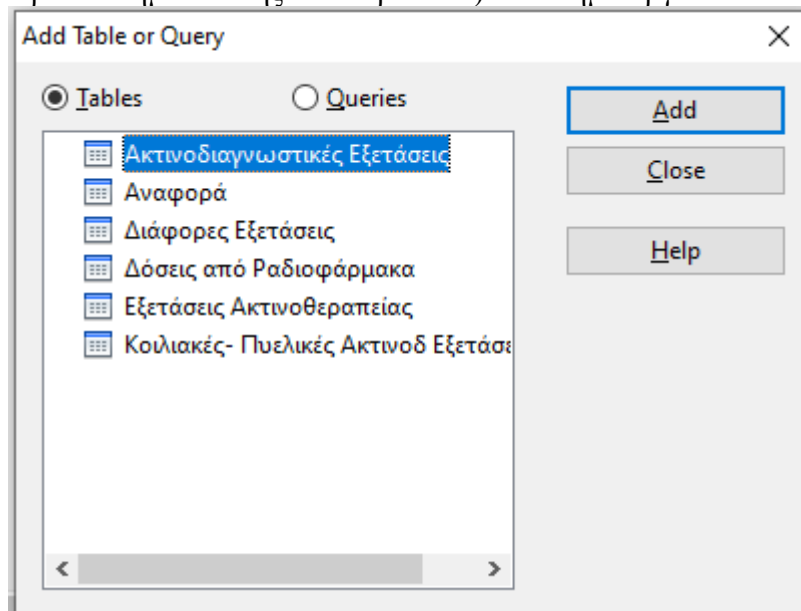 Add Table or Query
Tables
Queries
Add
Ακτινοδιαγνωστικές Εξετάσεις
Close
Αναφορά
Διάφορες Εξετάσεις
Help
Δόσεις από Ραδιοφάρμακα
Εξετάσεις Ακτινοθεραπείας
Κοιλιακές- Πυελικές Ακτινοδ Εξετάσε